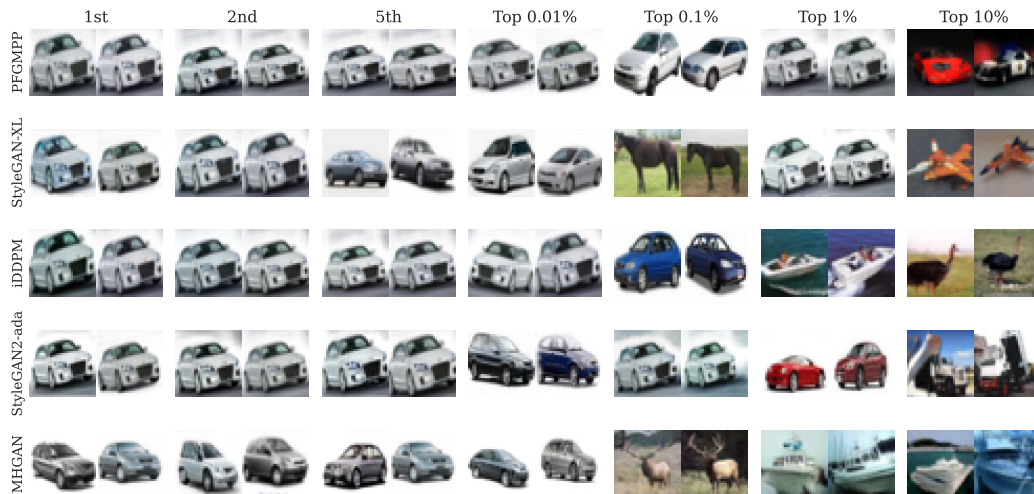 1st 2nd 5th Top 0.01% Top 0.1% Top 1% Top 10%
PFGMPP
StyleGAN-XL
iDDPM
StyleGAN2-ada
MHGAN